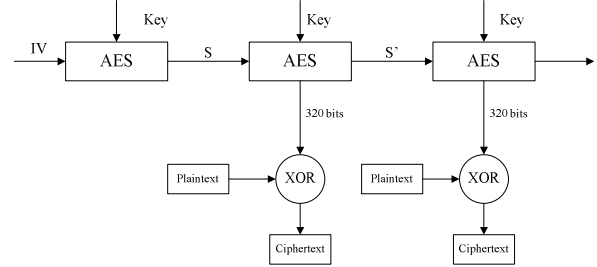 Key Key Key
IV AES S AES S’ AES
320 bits 320 bits
Plaintext XOR Plaintext XOR
Ciphertext Ciphertext